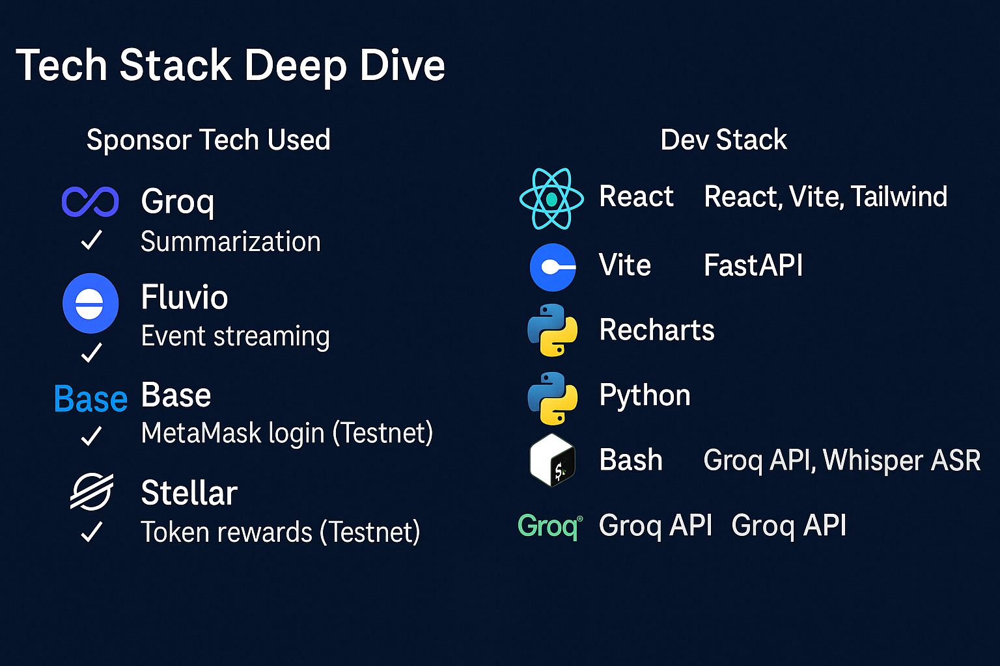 Tech Stack Deep Dive
Sponsor Tech Used
Groq
Summarization
Fluvio
Event streaming
Base Base
MetaMask login (Testnet)
Stellar
Token rewards (Testnet)
Dev Stack
React React, Vite, Tailwind
Vite FastAPI
Recharts
Python
$ Bash Groq API, Whisper ASR
Groq® Groq API Groq API